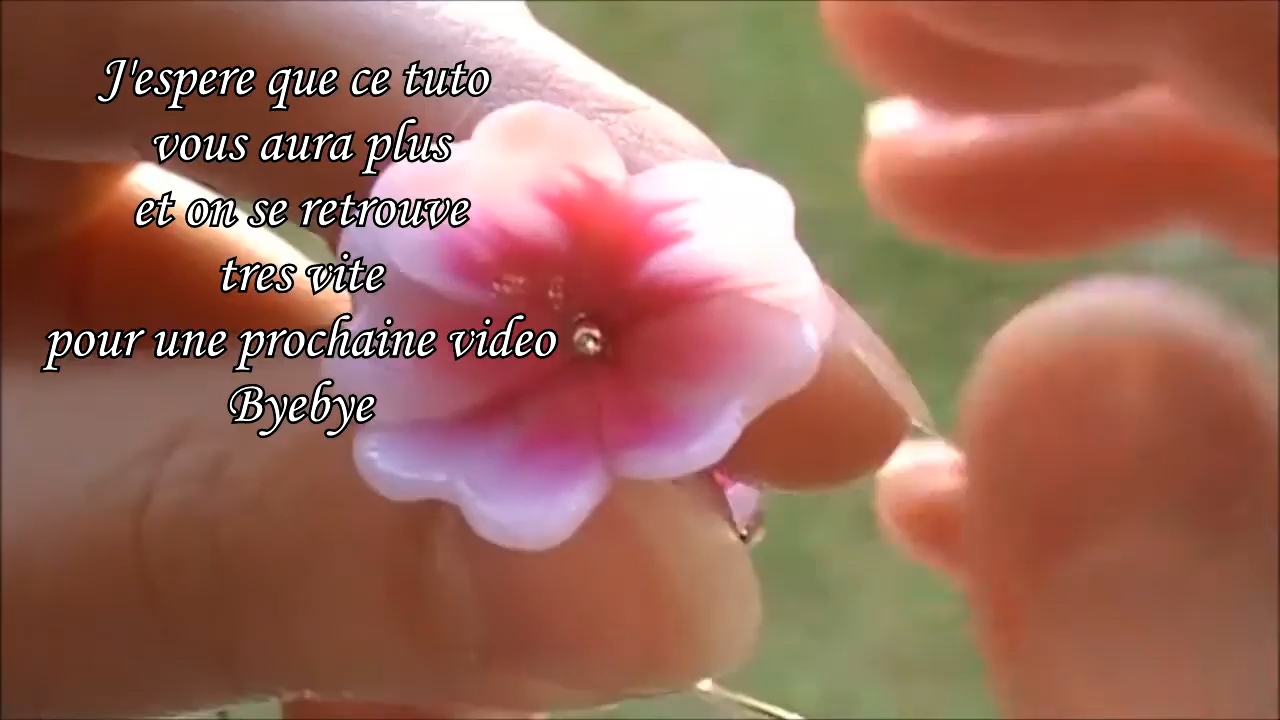 J'espere que ce tuto
vous aura plus
et on se retrouve
tres vite
pour une prochaine video
Byebye